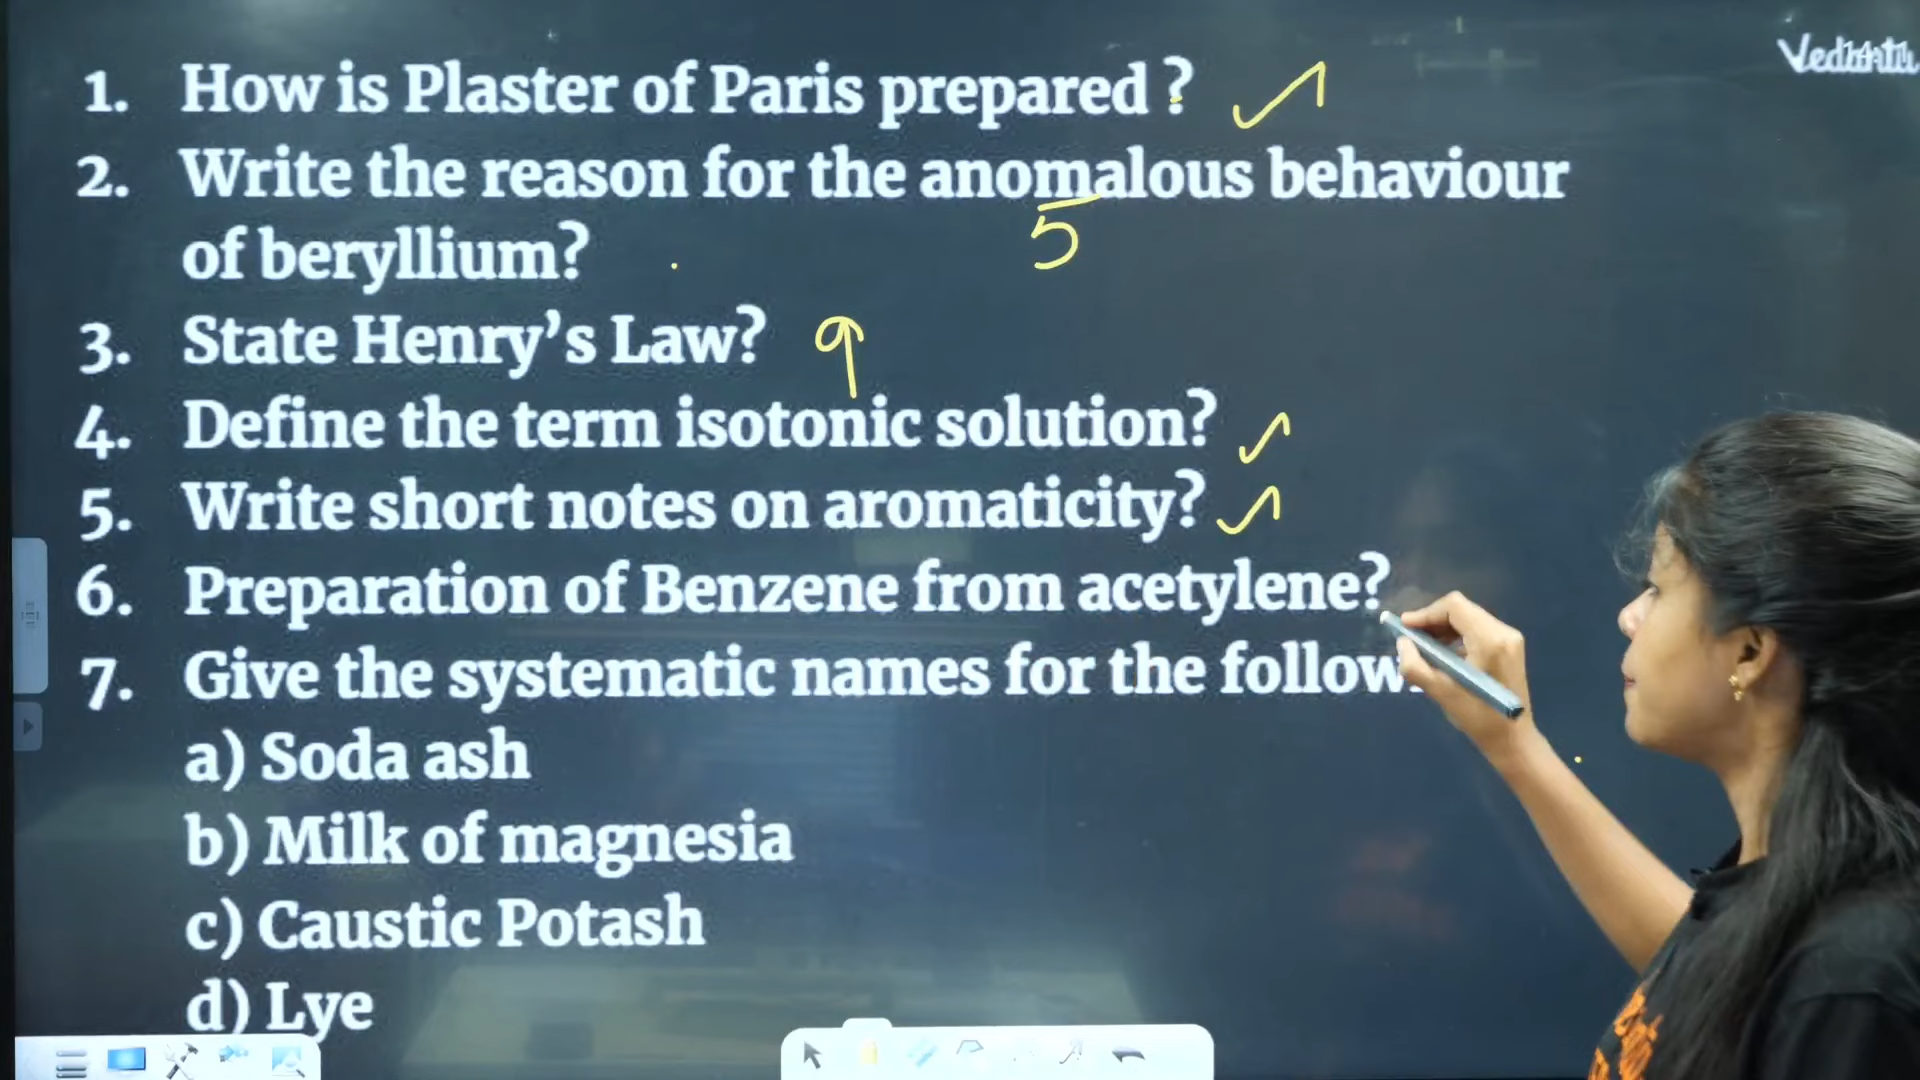 1. How is Plaster of Paris prepared ?
2. Write the reason for the anomalous behaviour
5
of beryllium?
3. State Henry's Law?
4. Define the term isotonic solution?
5. Write short notes on aromaticity?
6. Preparation of Benzene from acetylene?
7. Give the systematic names for the follow
a) Soda ash
b) Milk of magnesia
c) Caustic Potash
d) Lye